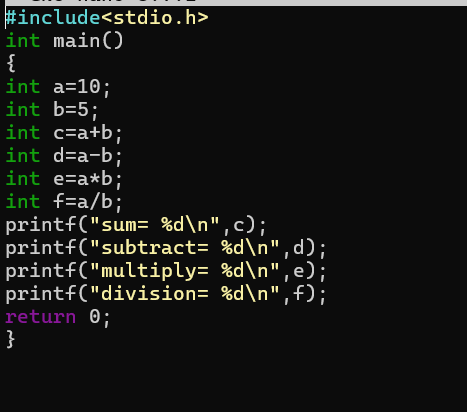 #include<stdio.h>
int main()
{
int a=10;
int b=5;
int c=a+b;
int d=a-b;
int e=a*b;
int f=a/b;
printf("sum= %d\n",c);
printf("subtract= %d\n",d);
printf("multiply= %d\n",e);
printf("division= %d\n",f);
return 0;
}